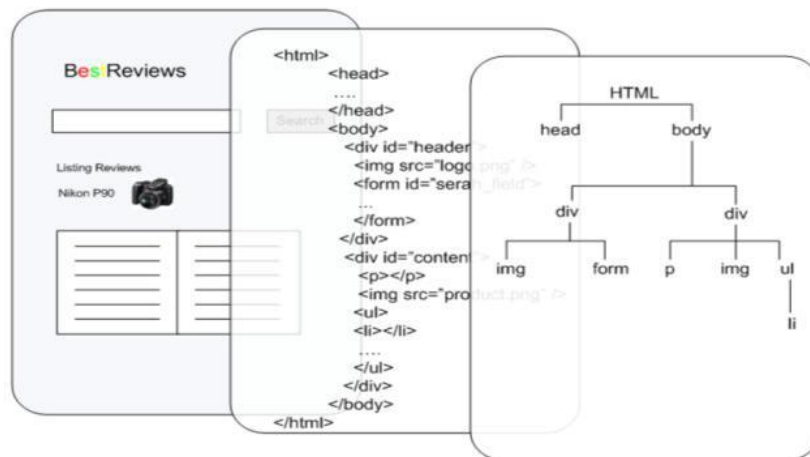 BestReviews
Search
Listing Reviews
Nikon P90
<html>
<head>
....
</head>
<body>
<div id="header">
<img src="logo.png" />
<form id="serah_field">
...
</form>
</div>
<div id="content">
<p></p>
<img src="product.png" />
<ul>
<li></li>
....
</ul>
</div>
</body>
</html>
HTML
head body
div div
img form p img ul
li